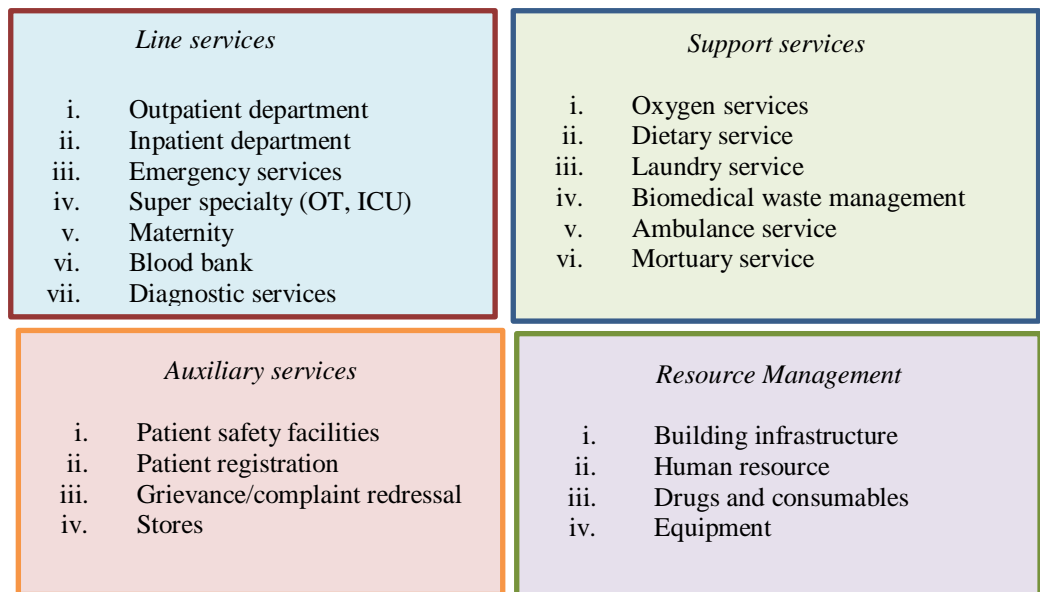 Line services
i. Outpatient department
ii. Inpatient department
iii. Emergency services
iv. Super specialty (OT, ICU)
v. Maternity
vi. Blood bank
vii. Diagnostic services
Support services
i. Oxygen services
ii. Dietary service
iii. Laundry service
iv. Biomedical waste management
v. Ambulance service
vi. Mortuary service
Auxiliary services
i. Patient safety facilities
ii. Patient registration
iii. Grievance/complaint redressal
iv. Stores
Resource Management
i. Building infrastructure
ii. Human resource
iii. Drugs and consumables
iv. Equipment